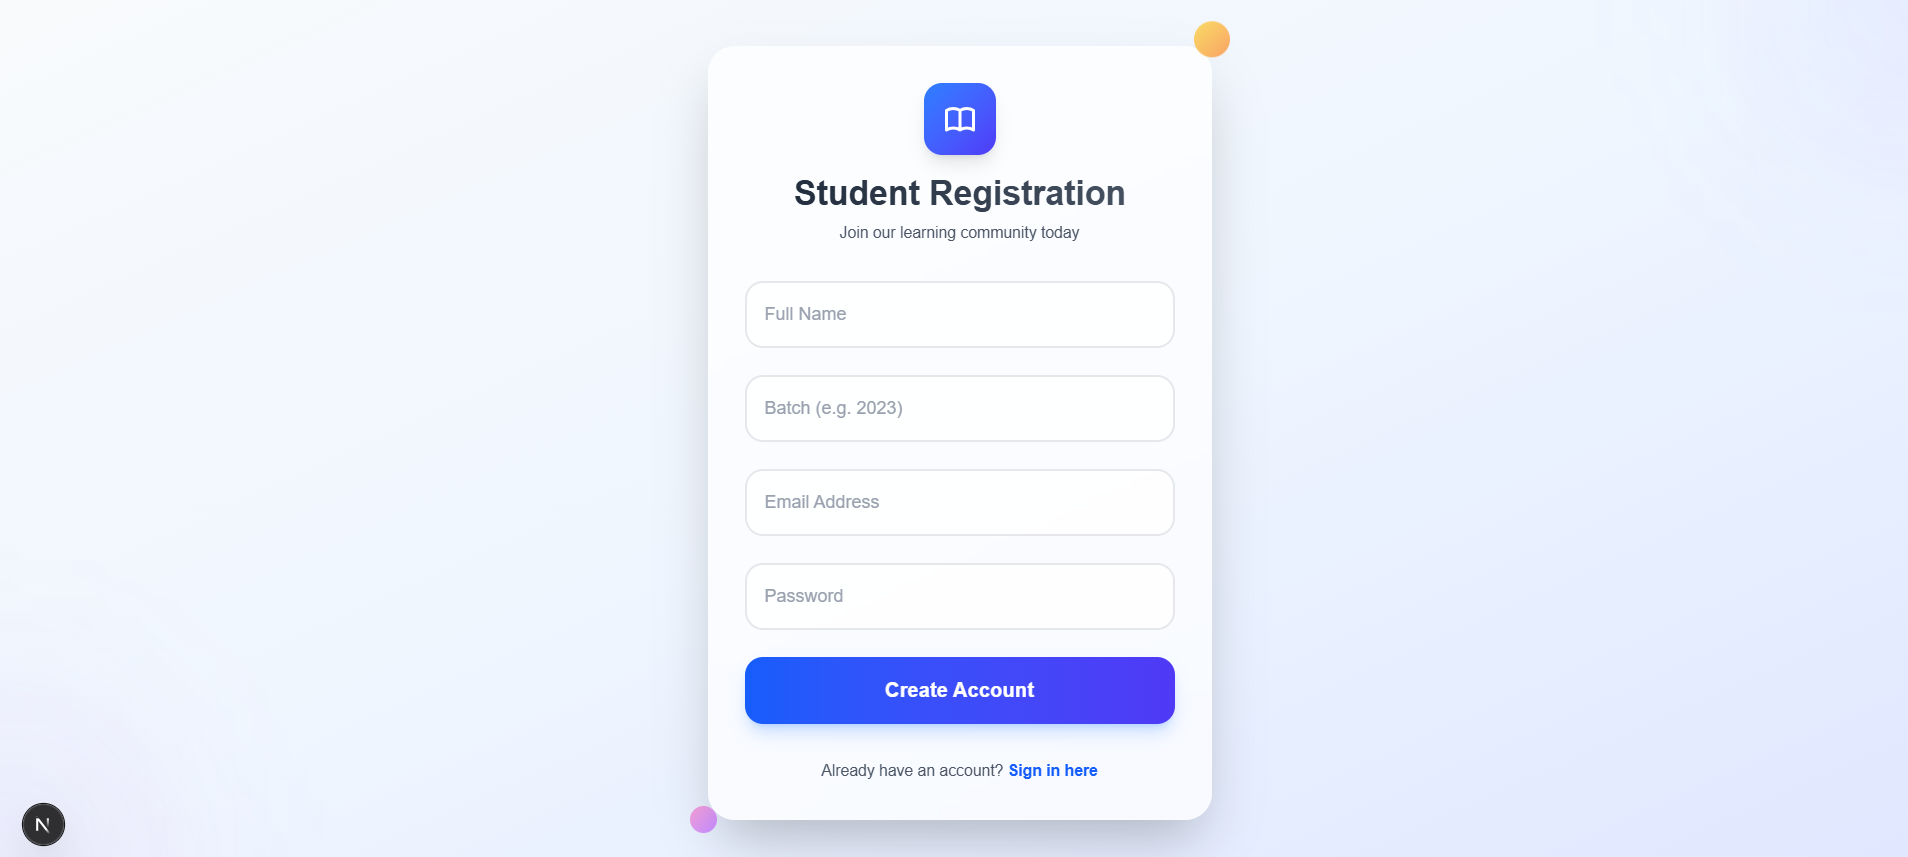 Student Registration
Join our learning community today
Full Name
Batch (e.g. 2023)
Email Address
Password
Create Account
Already have an account? Sign in here
N